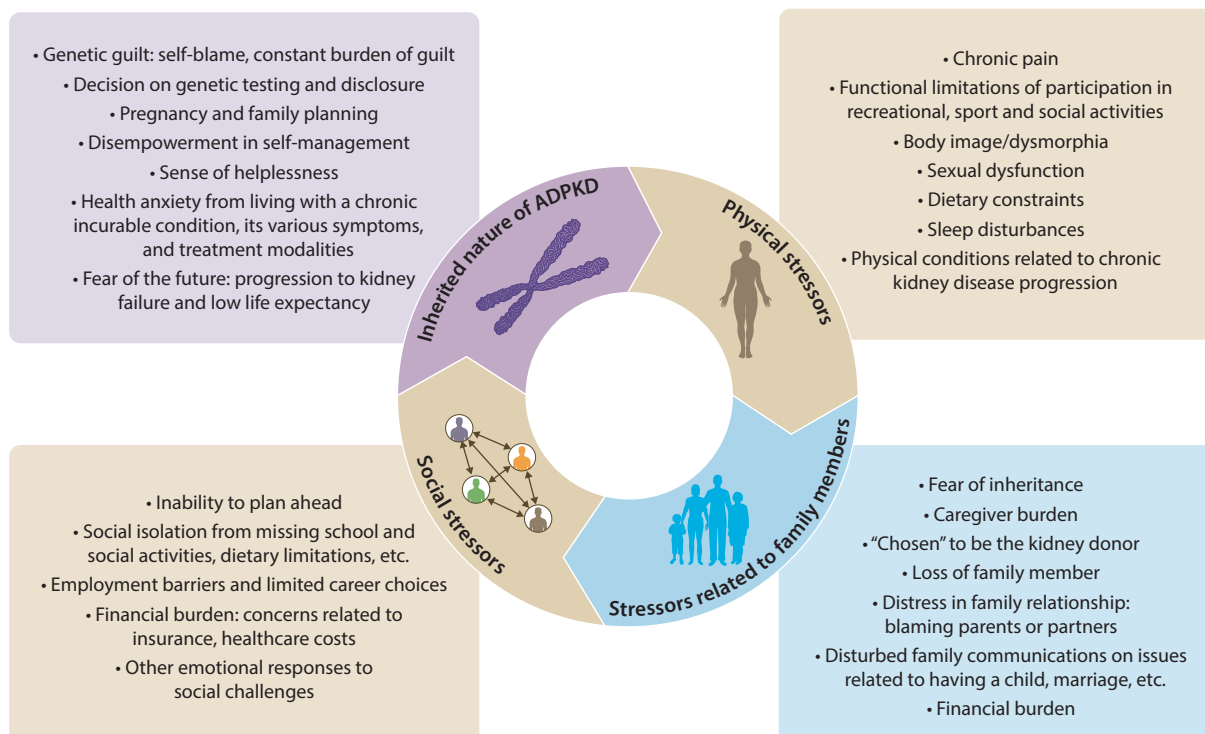 • Genetic guilt: self-blame, constant burden of guilt
• Decision on genetic testing and disclosure
• Pregnancy and family planning
• Disempowerment in self-management
• Sense of helplessness
• Health anxiety from living with a chronic
incurable condition, its various symptoms,
and treatment modalities
• Fear of the future: progression to kidney
failure and low life expectancy
• Chronic pain
• Functional limitations of participation in
recreational, sport and social activities
• Body image/dysmorphia
• Sexual dysfunction
• Dietary constraints
• Sleep disturbances
• Physical conditions related to chronic
kidney disease progression
Inherited nature of ADPKD
Physical stressors
Social stressors
Stressors related to family members
• Inability to plan ahead
• Social isolation from missing school and
social activities, dietary limitations, etc.
• Employment barriers and limited career choices
• Financial burden: concerns related to
insurance, healthcare costs
• Other emotional responses to
social challenges
• Fear of inheritance
• Caregiver burden
• “Chosen” to be the kidney donor
• Loss of family member
• Distress in family relationship:
blaming parents or partners
• Disturbed family communications on issues
related to having a child, marriage, etc.
• Financial burden